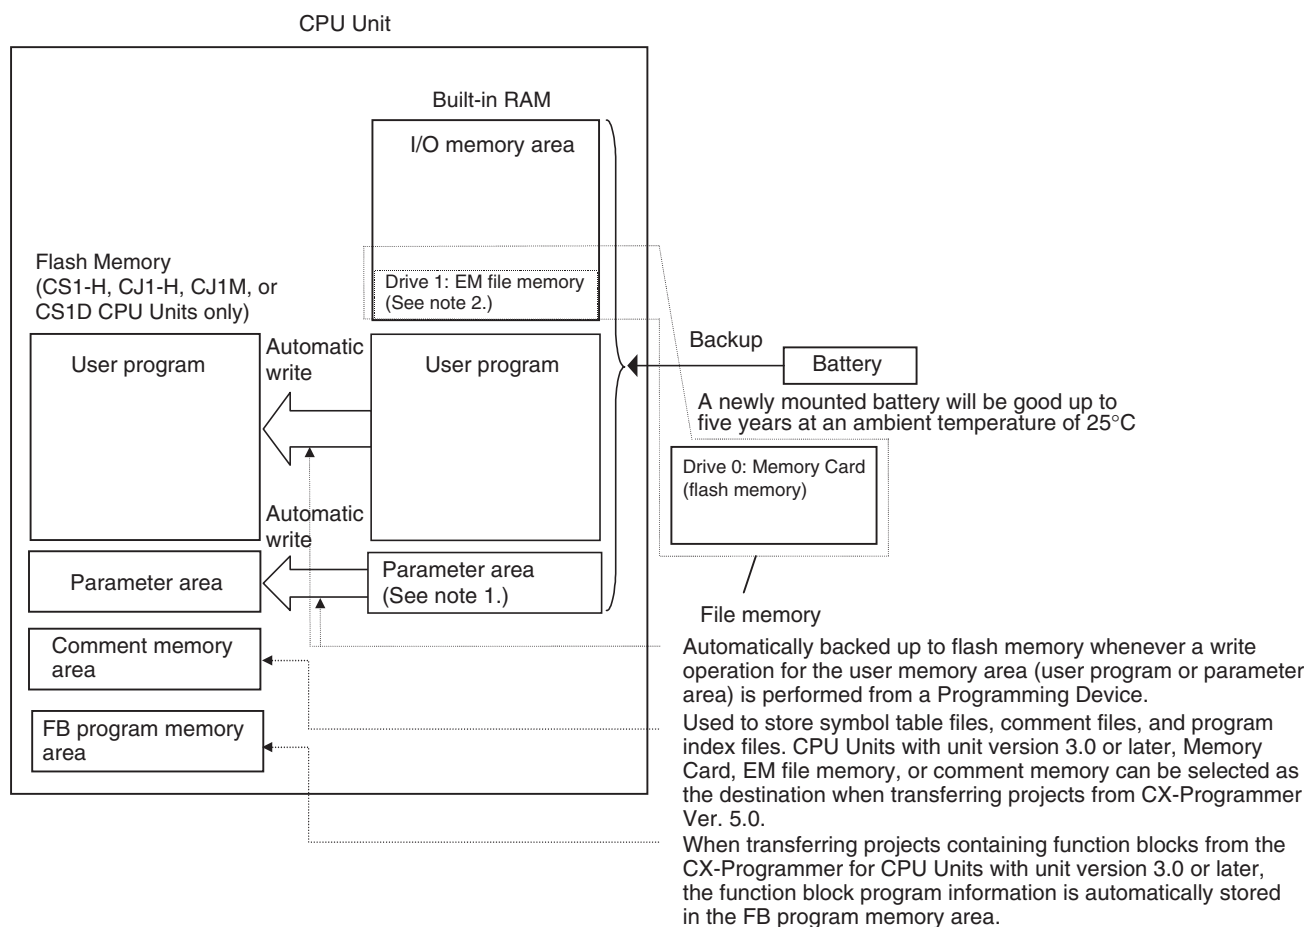 CPU Unit
Built-in RAM
I/O memory area
Drive 1: EM file memory
(See note 2.)
Flash Memory
(CS1-H, CJ1-H, CJ1M, or
CS1D CPU Units only)
User program
Automatic
write
User program
Backup
Battery
A newly mounted battery will be good up to
five years at an ambient temperature of 25°C
Drive 0: Memory Card
(flash memory)
Automatic
write
Parameter area
Parameter area
(See note 1.)
File memory
Comment memory
area
Automatically backed up to flash memory whenever a write
operation for the user memory area (user program or parameter
area) is performed from a Programming Device.
FB program memory
area
Used to store symbol table files, comment files, and program
index files. CPU Units with unit version 3.0 or later, Memory
Card, EM file memory, or comment memory can be selected as
the destination when transferring projects from CX-Programmer
Ver. 5.0.
When transferring projects containing function blocks from the
CX-Programmer for CPU Units with unit version 3.0 or later,
the function block program information is automatically stored
in the FB program memory area.